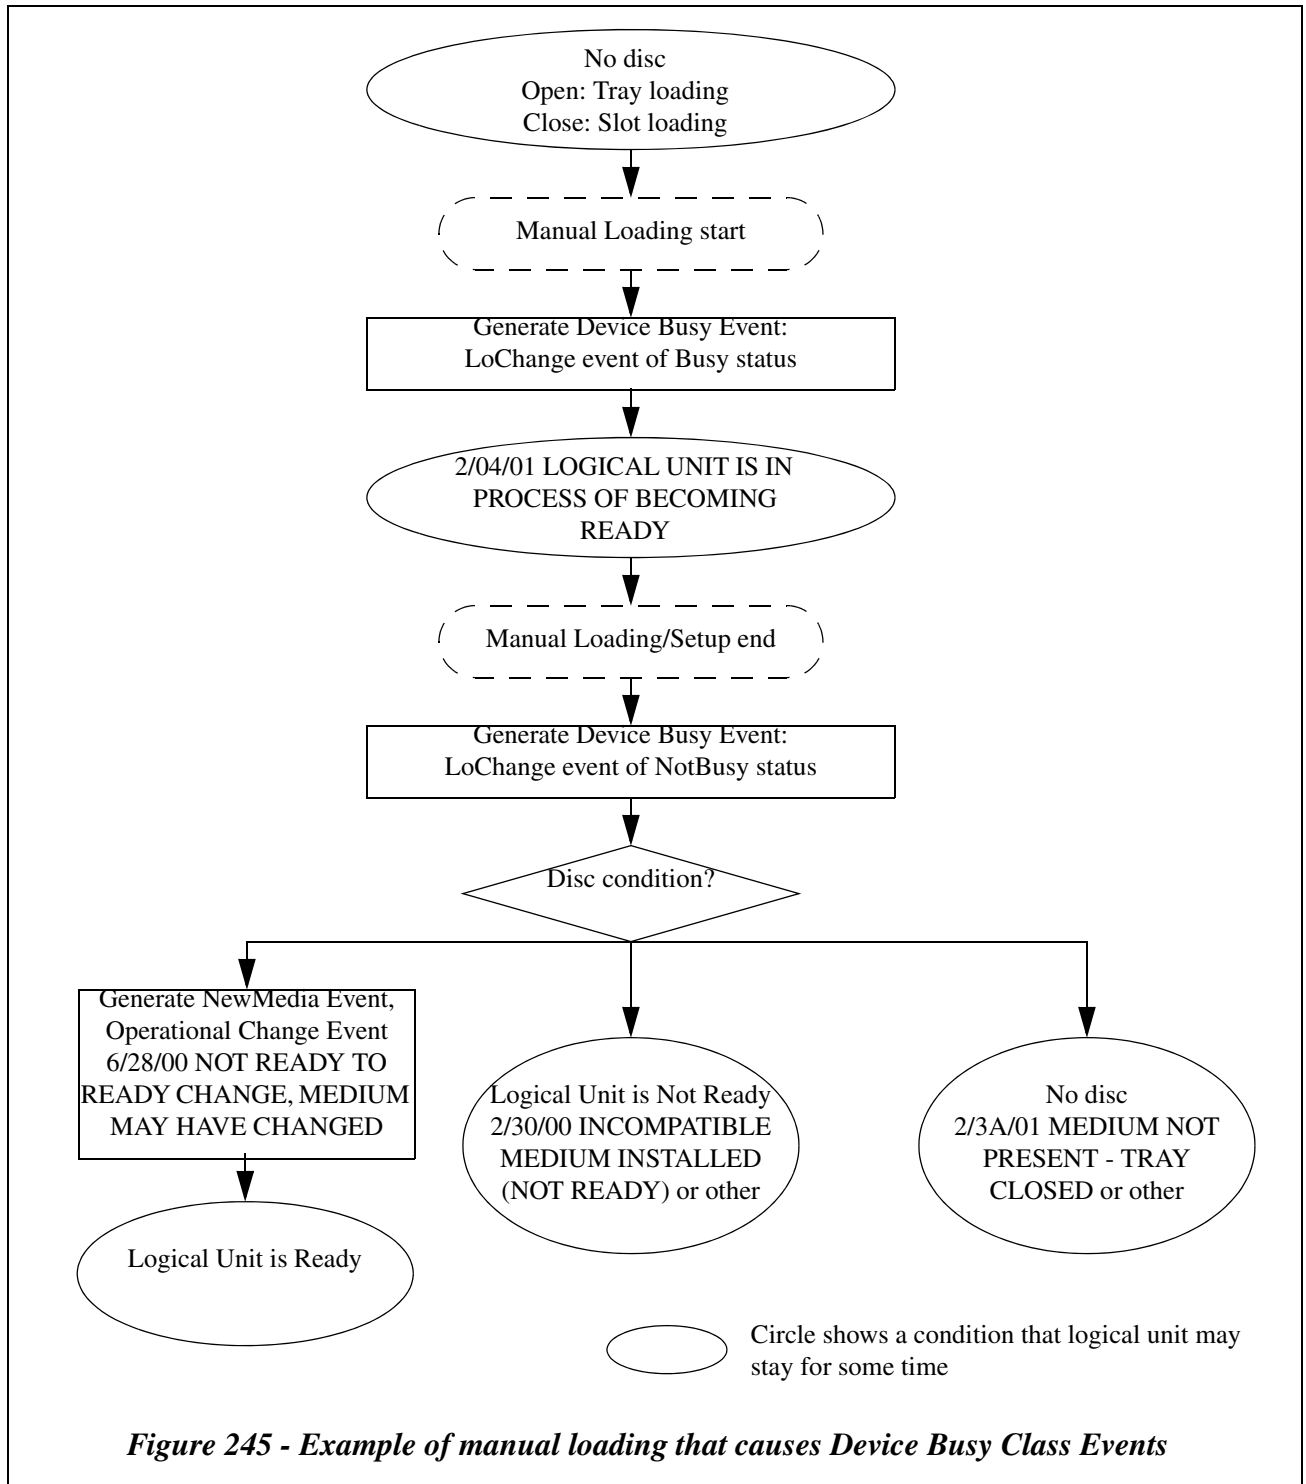 No disc
Open: Tray loading
Close: Slot loading
Manual Loading start
Generate Device Busy Event:
LoChange event of Busy status
2/04/01 LOGICAL UNIT IS IN
PROCESS OF BECOMING
READY
Manual Loading/Setup end
Generate Device Busy Event:
LoChange event of NotBusy status
Disc condition?
Generate NewMedia Event,
Operational Change Event
6/28/00 NOT READY TO
READY CHANGE, MEDIUM
MAY HAVE CHANGED
Logical Unit is Not Ready
2/30/00 INCOMPATIBLE
MEDIUM INSTALLED
(NOT READY) or other
No disc
2/3A/01 MEDIUM NOT
PRESENT - TRAY
CLOSED or other
Logical Unit is Ready
Circle shows a condition that logical unit may
stay for some time
Figure 245 - Example of manual loading that causes Device Busy Class Events